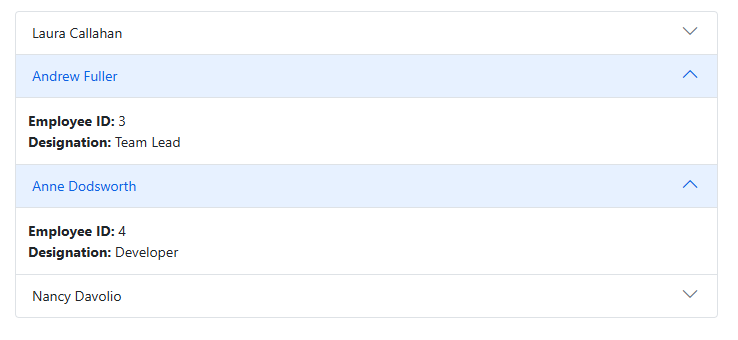 Laura Callahan
Andrew Fuller
Employee ID: 3
Designation: Team Lead
Anne Dodsworth
Employee ID: 4
Designation: Developer
Nancy Davolio